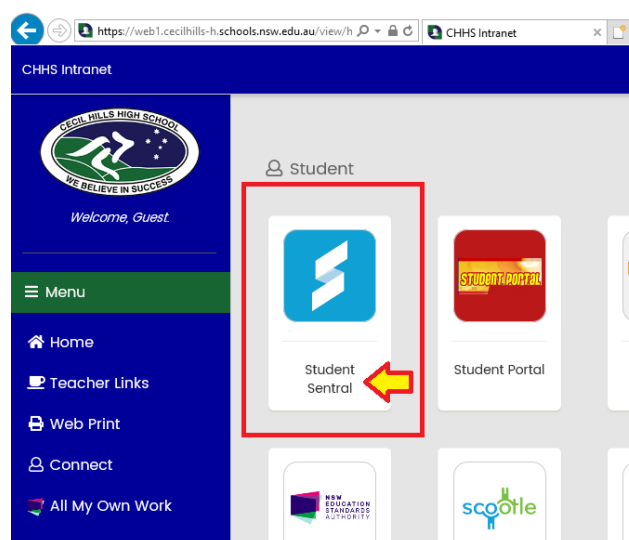 https://web1.cecilhills-h.schools.nsw.edu.au/view/h
CHHS Intranet
CHHS Intranet
CECIL HILLS HIGH SCHOOL
WE BELIEVE IN SUCCESS
Welcome, Guest.
Menu
Home
Teacher Links
Web Print
Connect
All My Own Work
Student
STUDENT PORTAL
Student
Sentral
Student Portal
NSW
EDUCATION
STANDARDS
AUTHORITY
scootle